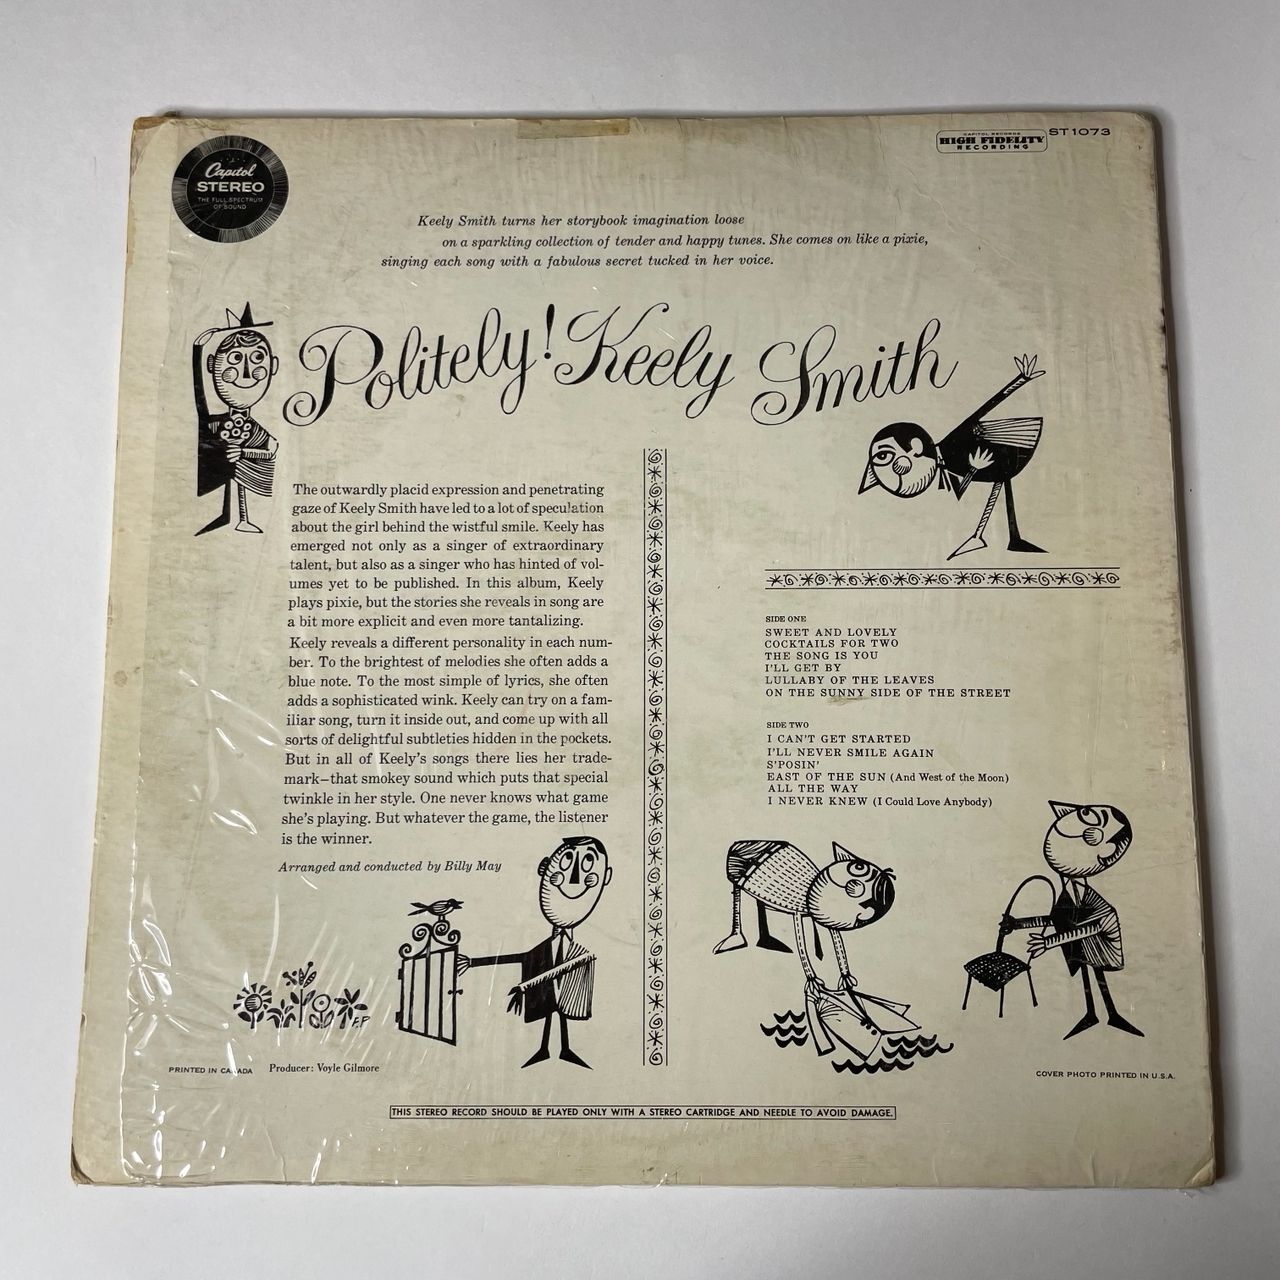 Capitol
STEREO
THE FULL SPECTRUM
OF SOUND
CAPITOL RECORDS
HIGH FIDELITY
RECORDING
ST1073
Keely Smith turns her storybook imagination loose
on a sparkling collection of tender and happy tunes. She comes on like a pixie,
singing each song with a fabulous secret tucked in her voice.
Politely! Keely Smith
The outwardly placid expression and penetrating
gaze of Keely Smith have led to a lot of speculation
about the girl behind the wistful smile. Keely has
emerged not only as a singer of extraordinary
talent, but also as a singer who has hinted of vol-
umes yet to be published. In this album, Keely
plays pixie, but the stories she reveals in song are
a bit more explicit and even more tantalizing.
Keely reveals a different personality in each num-
ber. To the brightest of melodies she often adds a
blue note. To the most simple of lyrics, she often
adds a sophisticated wink. Keely can try on a fam-
iliar song, turn it inside out, and come up with all
sorts of delightful subtleties hidden in the pockets.
But in all of Keely's songs there lies her trade-
mark—that smokey sound which puts that special
twinkle in her style. One never knows what game
she's playing. But whatever the game, the listener
is the winner.
Arranged and conducted by Billy May
SIDE ONE
SWEET AND LOVELY
COCKTAILS FOR TWO
THE SONG IS YOU
I'LL GET BY
LULLABY OF THE LEAVES
ON THE SUNNY SIDE OF THE STREET
SIDE TWO
I CAN'T GET STARTED
I'LL NEVER SMILE AGAIN
S'POSIN'
EAST OF THE SUN (And West of the Moon)
ALL THE WAY
I NEVER KNEW (I Could Love Anybody)
PRINTED IN CANADA
Producer: Voyle Gilmore
COVER PHOTO PRINTED IN U.S.A.
THIS STEREO RECORD SHOULD BE PLAYED ONLY WITH A STEREO CARTRIDGE AND NEEDLE TO AVOID DAMAGE.